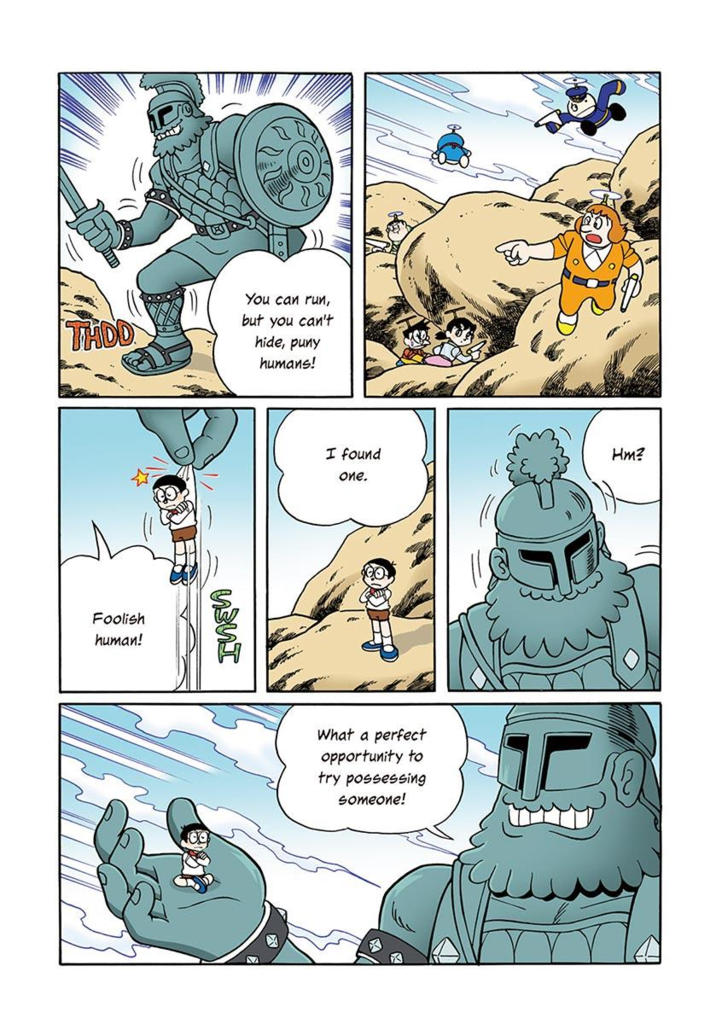 You can run,
but you can't
hide, puny
humans!
THDD
Hm?
I found
one.
Foolish
human!
SWSH
What a perfect
opportunity to
try possessing
someone!